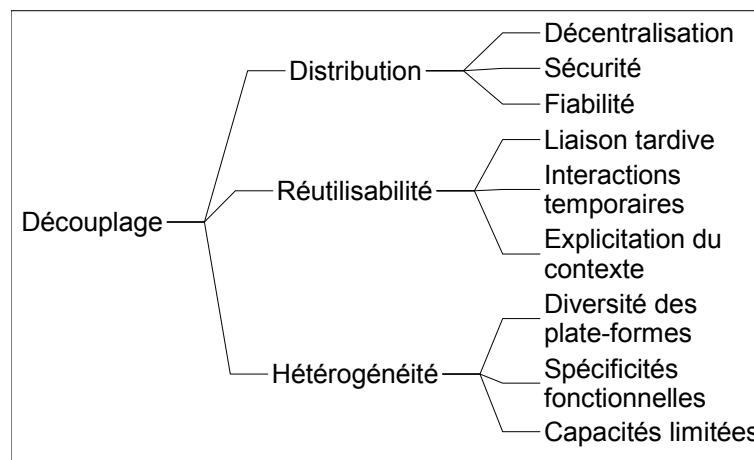 Découplage
Distribution
Décentralisation
Sécurité
Fiabilité
Réutilisabilité
Liaison tardive
Interactions
temporaires
Explicitation du
contexte
Hétérogénéité
Diversité des
plate-formes
Spécificités
fonctionnelles
Capacités limitées